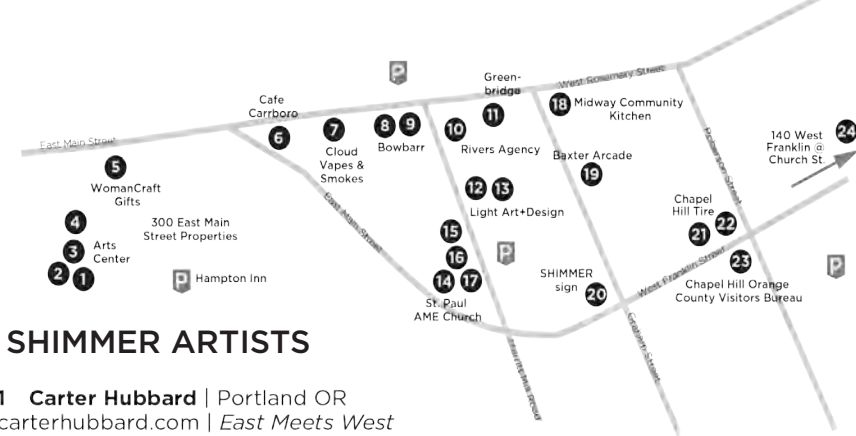 P
West Rosemary Street
Green-
bridge
11
18 Midway Community
Kitchen
24
140 West
Franklin @
Church St.
Cafe
Carrboro
6
7
Cloud
Vapes &
Smokes
8 9
Bowbarr
10
Rivers Agency
Baxter Arcade
19
Roberson Street
East Main Street
5
WomanCraft
Gifts
12 13
Light Art+Design
Chapel
Hill Tire
21 22
4
3 Arts
Center
2 1
300 East Main
Street Properties
P Hampton Inn
East Main Street
15
16
14 17
St. Paul
AME Church
P
SHIMMER
sign
20
West Franklin Street
23
Chapel Hill Orange
County Visitors Bureau
P
Merritt Mill Road
Graham Street
SHIMMER ARTISTS
1 Carter Hubbard | Portland OR
carterhubbard.com | East Meets West